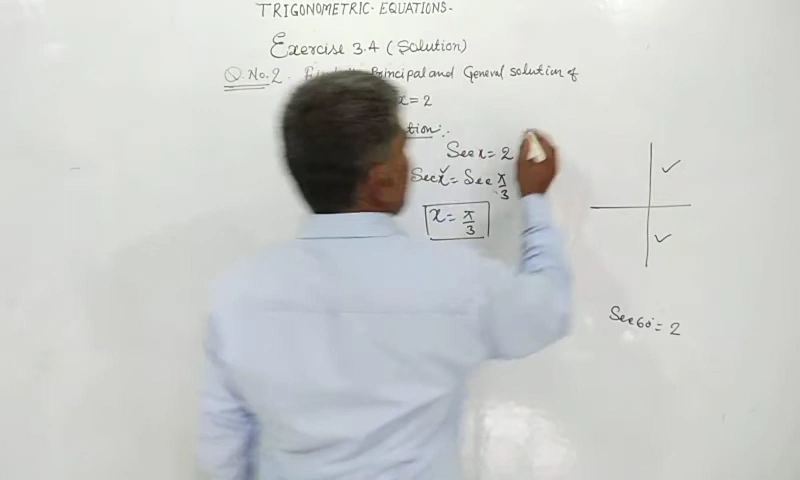 TRIGONOMETRIC EQUATIONS-
Exercise 3.4 (Solution)
Q. No. 2. Principal and General solution of
x = 2
Sec x = 2
Sec x = Sec π/3
x = π/3
Sec 60° = 2